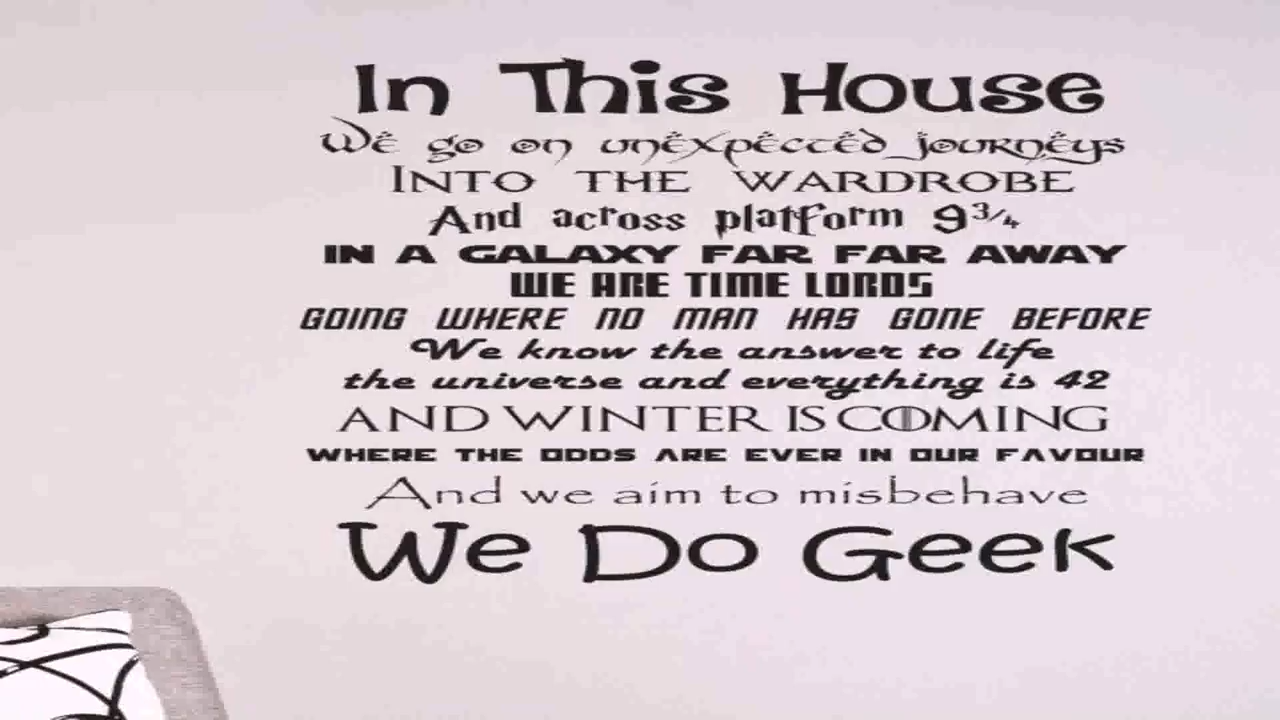 In This House
We go on unexpected journeys
INTO THE WARDROBE
And across platform 9¾
IN A GALAXY FAR FAR AWAY
WE ARE TIME LORDS
GOING WHERE NO MAN HAS GONE BEFORE
We know the answer to life
the universe and everything is 42
AND WINTER IS COMING
WHERE THE ODDS ARE EVER IN OUR FAVOUR
And we aim to misbehave
We Do Geek